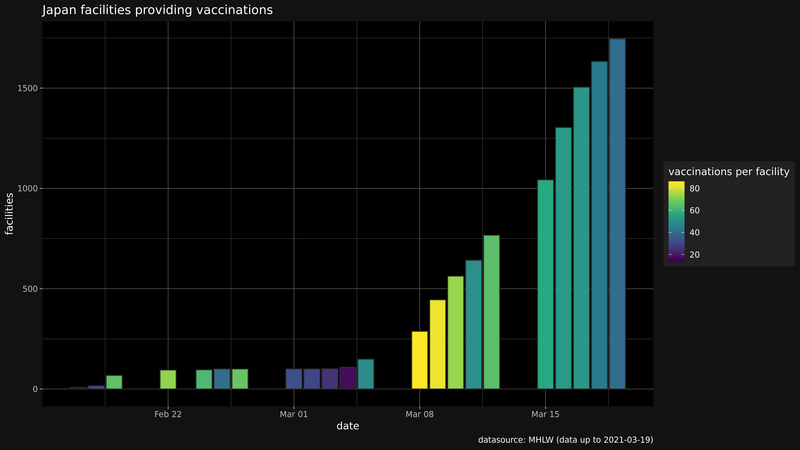 Japan facilities providing vaccinations
facilities
1500
1000
500
0
Feb 22
Mar 01
Mar 08
Mar 15
date
vaccinations per facility
80
60
40
20
datasource: MHLW (data up to 2021-03-19)